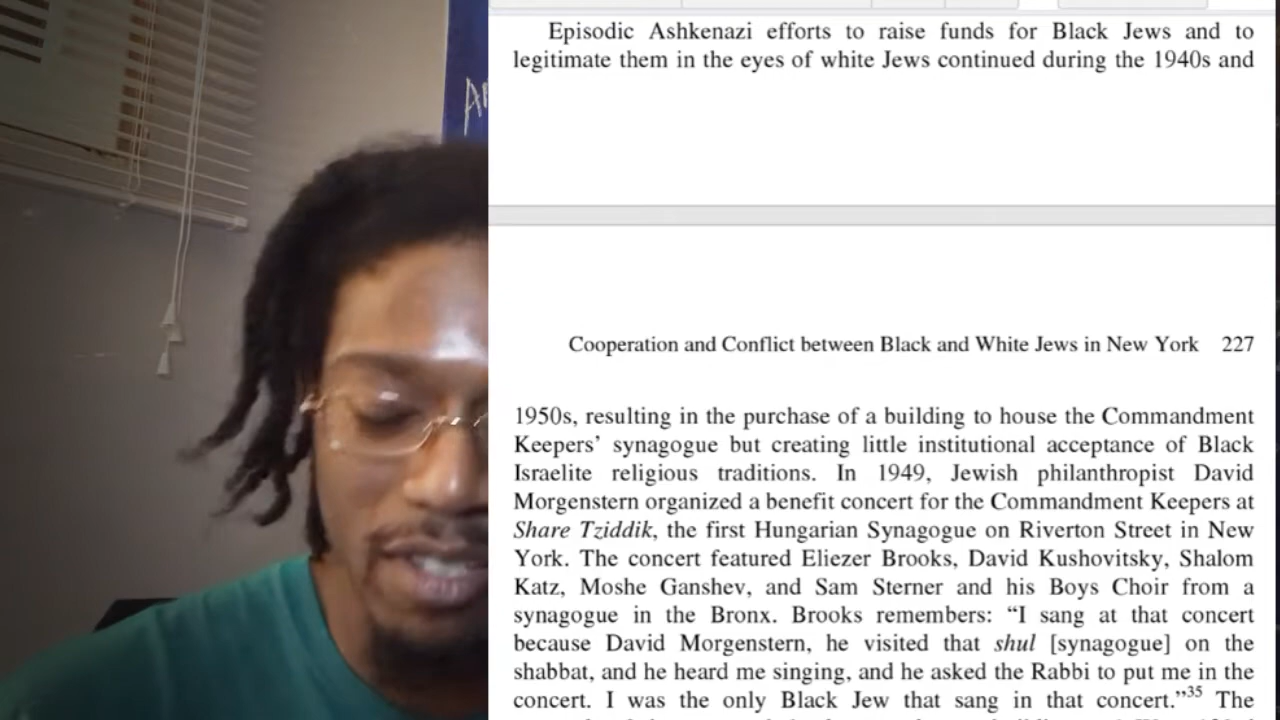 Episodic Ashkenazi efforts to raise funds for Black Jews and to
legitimate them in the eyes of white Jews continued during the 1940s and
Cooperation and Conflict between Black and White Jews in New York 227
1950s, resulting in the purchase of a building to house the Commandment
Keepers’ synagogue but creating little institutional acceptance of Black
Israelite religious traditions. In 1949, Jewish philanthropist David
Morgenstern organized a benefit concert for the Commandment Keepers at
Share Tziddik, the first Hungarian Synagogue on Riverton Street in New
York. The concert featured Eliezer Brooks, David Kushovitsky, Shalom
Katz, Moshe Ganshev, and Sam Sterner and his Boys Choir from a
synagogue in the Bronx. Brooks remembers: “I sang at that concert
because David Morgenstern, he visited that shul [synagogue] on the
shabbat, and he heard me singing, and he asked the Rabbi to put me in the
concert. I was the only Black Jew that sang in that concert.”35 The